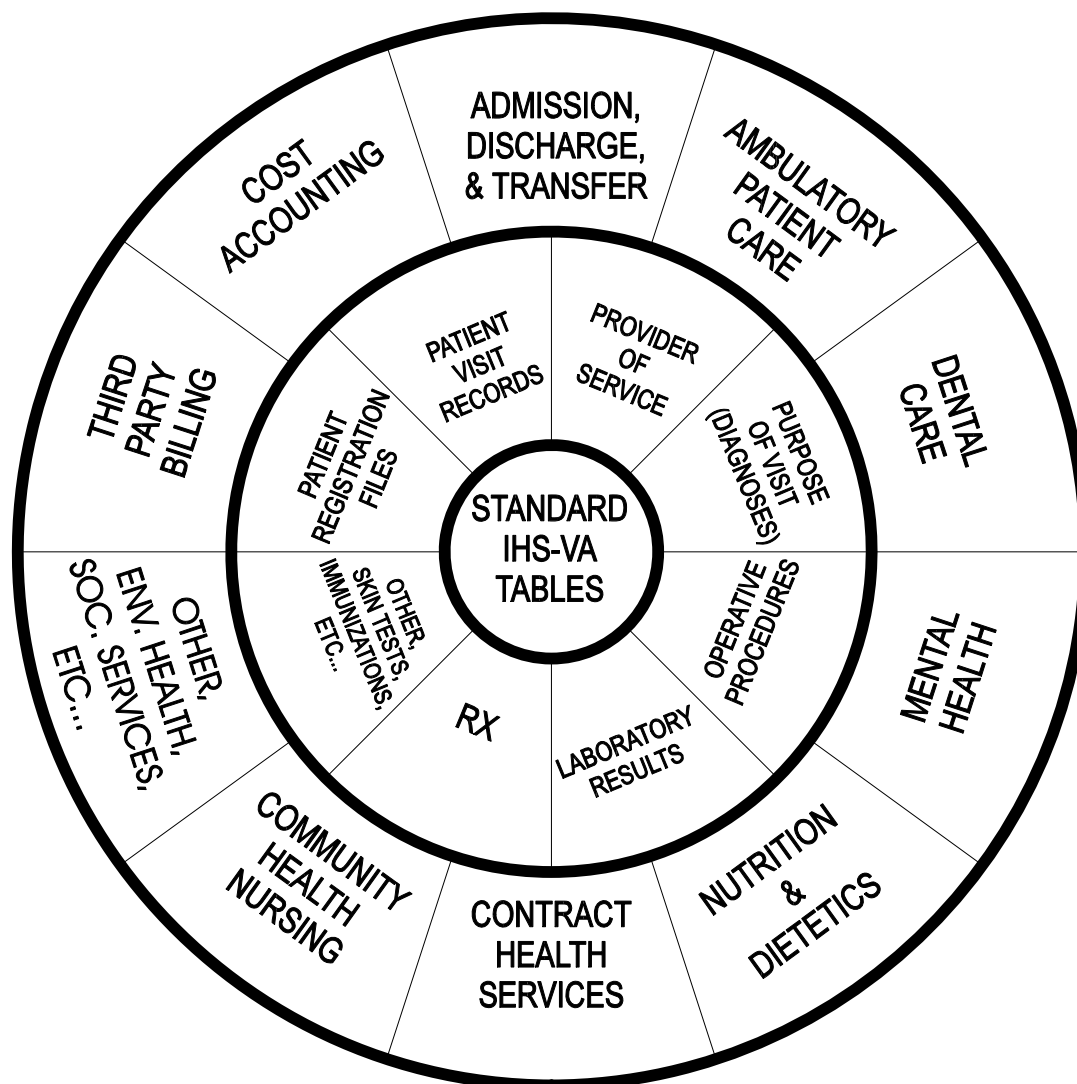 ADMISSION,
DISCHARGE,
& TRANSFER
AMBULATORY
PATIENT
CARE
DENTAL
CARE
MENTAL
HEALTH
NUTRITION
&
DIETETICS
CONTRACT
HEALTH
SERVICES
COMMUNITY
HEALTH
NURSING
OTHER,
ENV. HEALTH,
SOC. SERVICES,
ETC...
THIRD
PARTY
BILLING
COST
ACCOUNTING
PROVIDER
OF
SERVICE
PURPOSE
OF VISIT
(DIAGNOSES)
OPERATIVE
PROCEDURES
LABORATORY
RESULTS
RX
OTHER,
SKIN TESTS,
IMMUNIZATIONS,
ETC...
PATIENT
REGISTRATION
FILES
PATIENT
VISIT
RECORDS
STANDARD
IHS-VA
TABLES